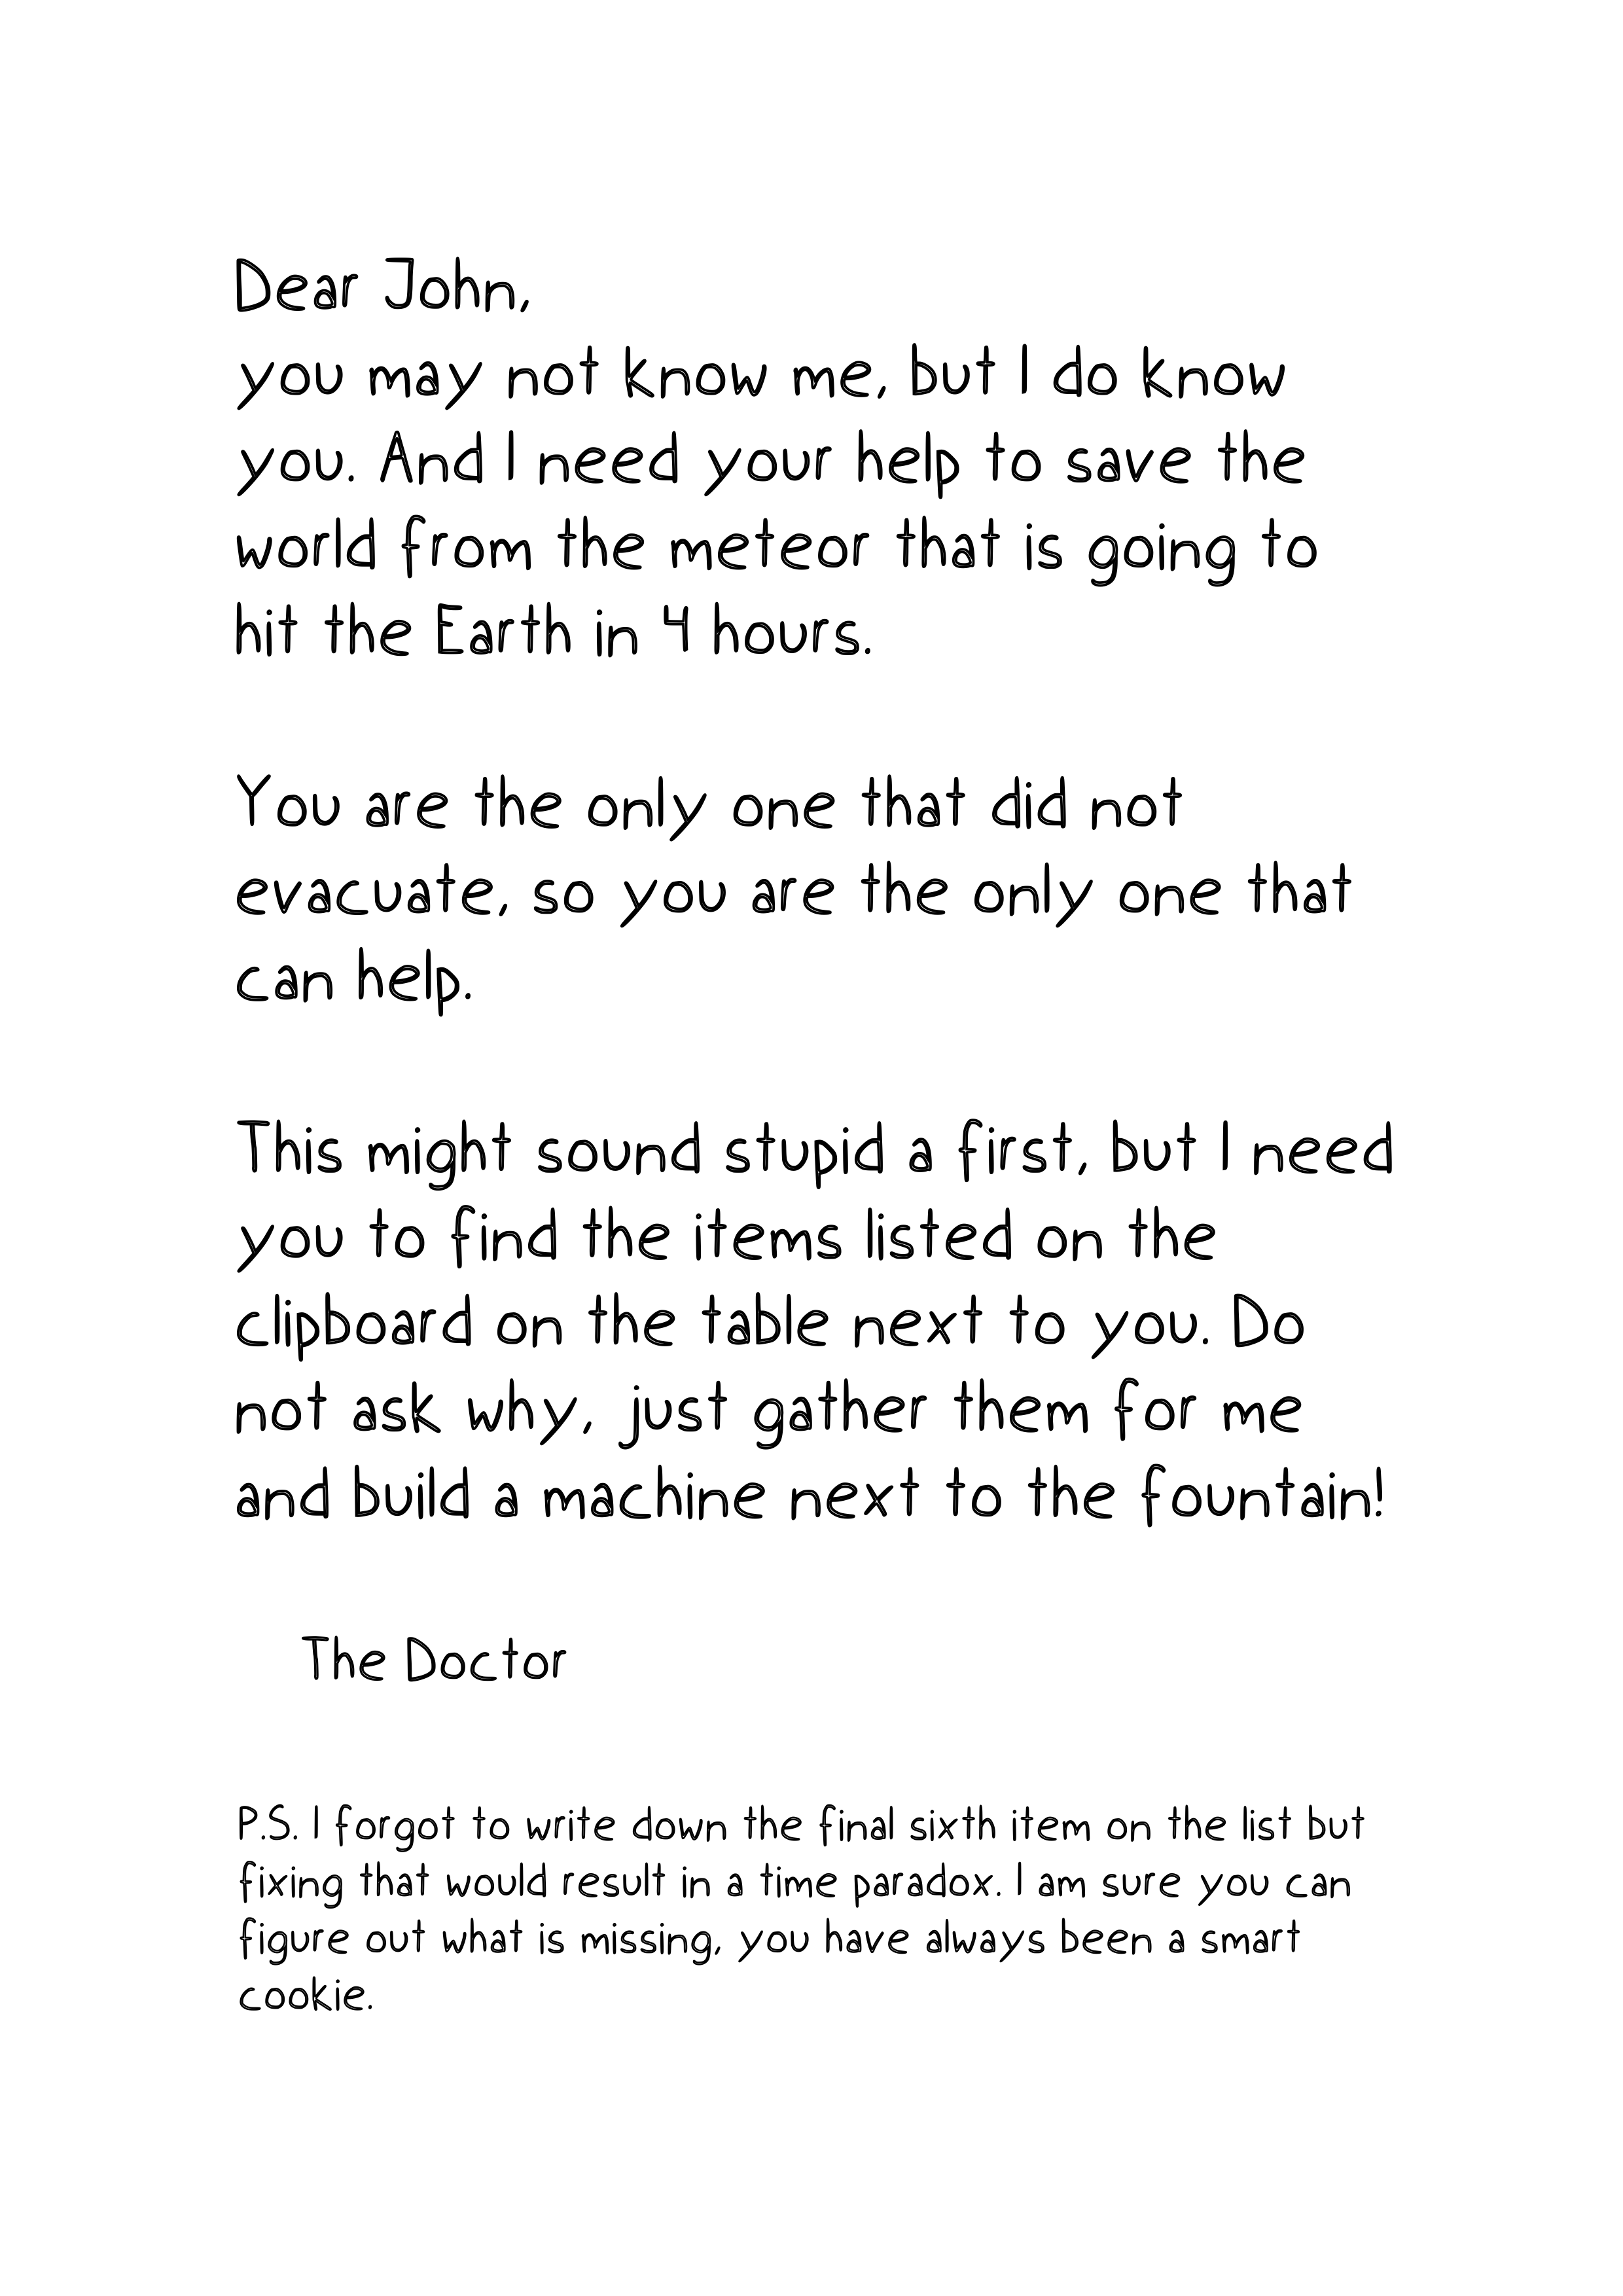 Dear John,
you may not know me, but I do know
you. And I need your help to save the
world from the meteor that is going to
hit the Earth in 4 hours.
You are the only one that did not
evacuate, so you are the only one that
can help.
This might sound stupid a first, but I need
you to find the items listed on the
clipboard on the table next to you. Do
not ask why, just gather them for me
and build a machine next to the fountain!
The Doctor
P.S. I forgot to write down the final sixth item on the list but
fixing that would result in a time paradox. I am sure you can
figure out what is missing, you have always been a smart
cookie.